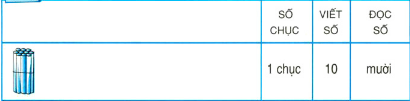 SỐ CHỤC VIẾT SỐ ĐỌC SỐ
1 chục 10 mười